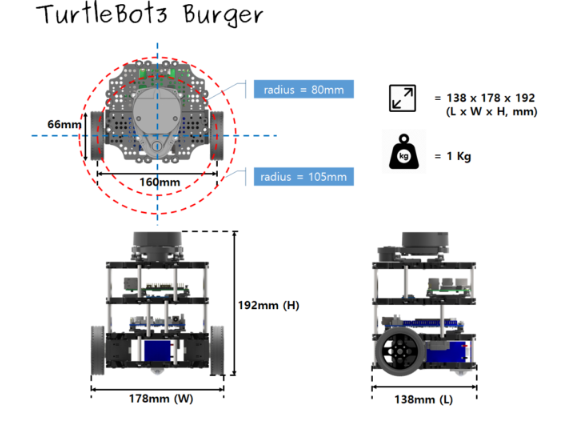 TurtleBot3 Burger
radius = 80mm
= 138 x 178 x 192
(L x W x H, mm)
66mm
kg
= 1 Kg
radius = 105mm
160mm
192mm (H)
178mm (W)
138mm (L)